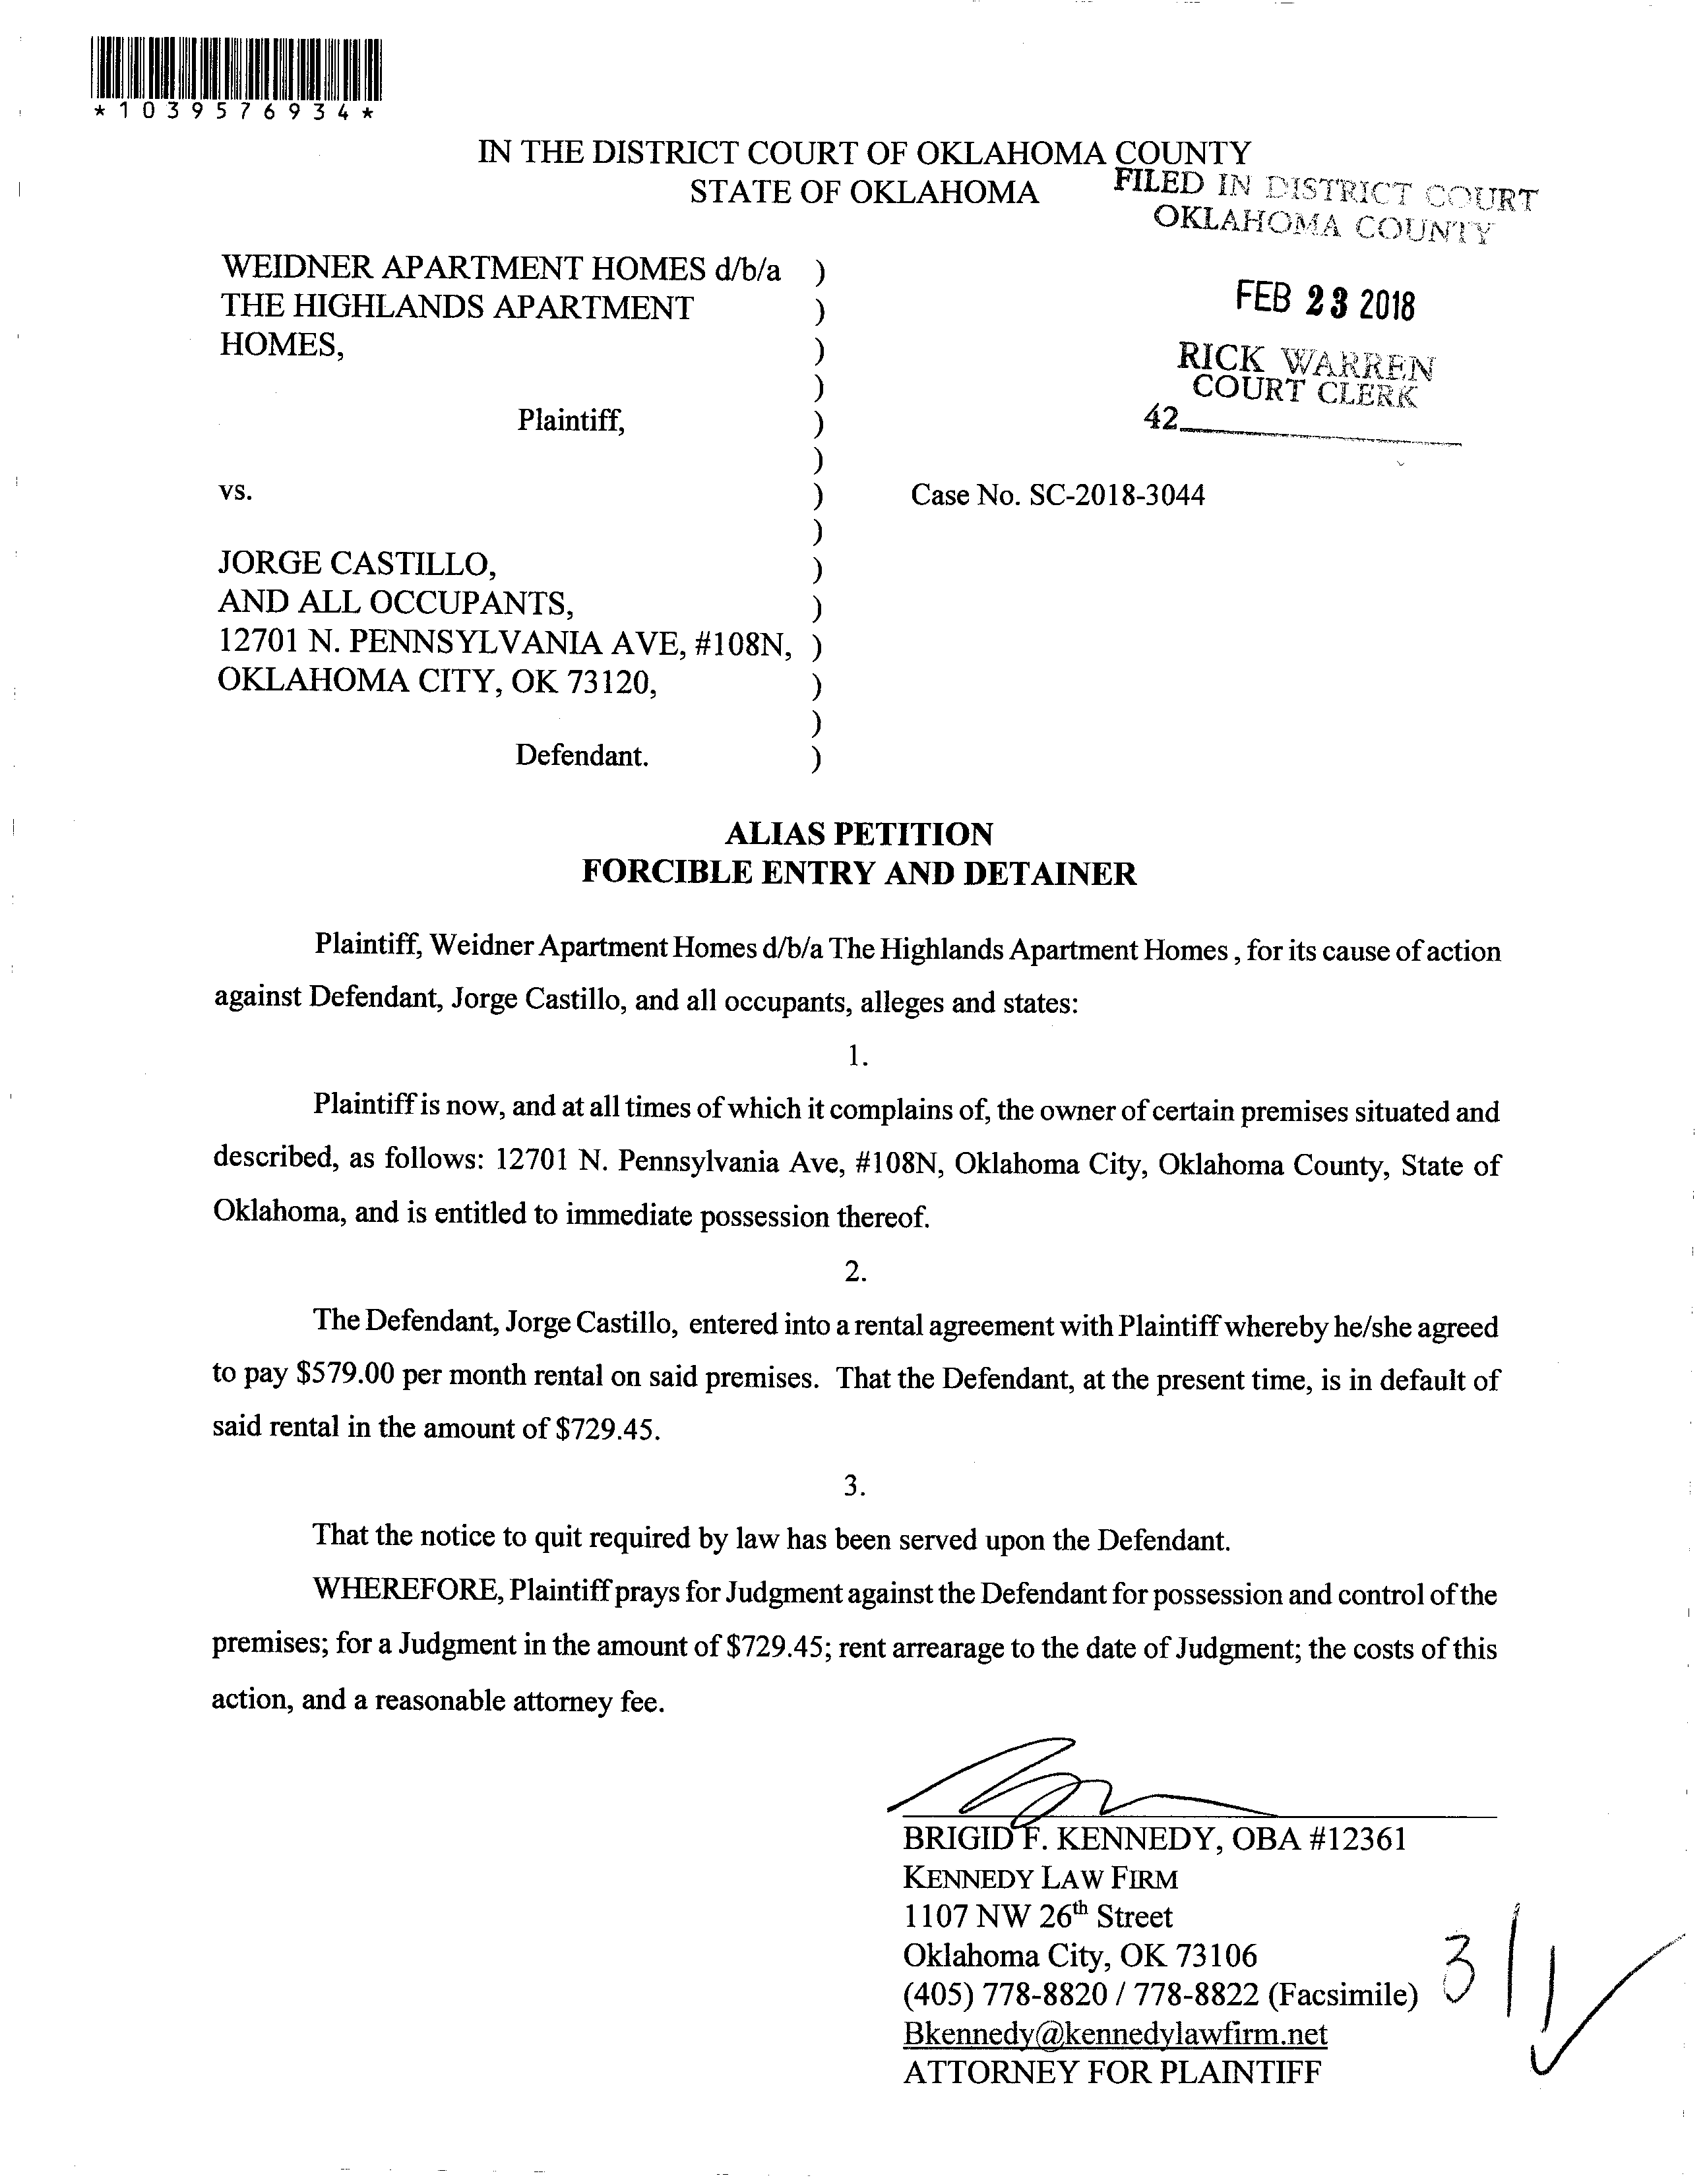 *1039576934*
IN THE DISTRICT COURT OF OKLAHOMA COUNTY
STATE OF OKLAHOMA
FILED IN DISTRICT COURT
OKLAHOMA COUNTY
FEB 23 2018
RICK WARREN
COURT CLERK
42
WEIDNER APARTMENT HOMES d/b/a )
THE HIGHLANDS APARTMENT )
HOMES, )
)
Plaintiff, )
)
vs. ) Case No. SC-2018-3044
)
JORGE CASTILLO, )
AND ALL OCCUPANTS, )
12701 N. PENNSYLVANIA AVE, #108N, )
OKLAHOMA CITY, OK 73120, )
)
Defendant. )
ALIAS PETITION
FORCIBLE ENTRY AND DETAINER
Plaintiff, Weidner Apartment Homes d/b/a The Highlands Apartment Homes , for its cause of action
against Defendant, Jorge Castillo, and all occupants, alleges and states:
1.
Plaintiff is now, and at all times of which it complains of, the owner of certain premises situated and
described, as follows: 12701 N. Pennsylvania Ave, #108N, Oklahoma City, Oklahoma County, State of
Oklahoma, and is entitled to immediate possession thereof.
2.
The Defendant, Jorge Castillo, entered into a rental agreement with Plaintiff whereby he/she agreed
to pay $579.00 per month rental on said premises. That the Defendant, at the present time, is in default of
said rental in the amount of $729.45.
3.
That the notice to quit required by law has been served upon the Defendant.
WHEREFORE, Plaintiff prays for Judgment against the Defendant for possession and control of the
premises; for a Judgment in the amount of $729.45; rent arrearage to the date of Judgment; the costs of this
action, and a reasonable attorney fee.
BRIGID F. KENNEDY, OBA #12361
KENNEDY LAW FIRM
1107 NW 26th Street
Oklahoma City, OK 73106
(405) 778-8820 / 778-8822 (Facsimile)
Bkennedy@kennedylawfirm.net
ATTORNEY FOR PLAINTIFF
3/1